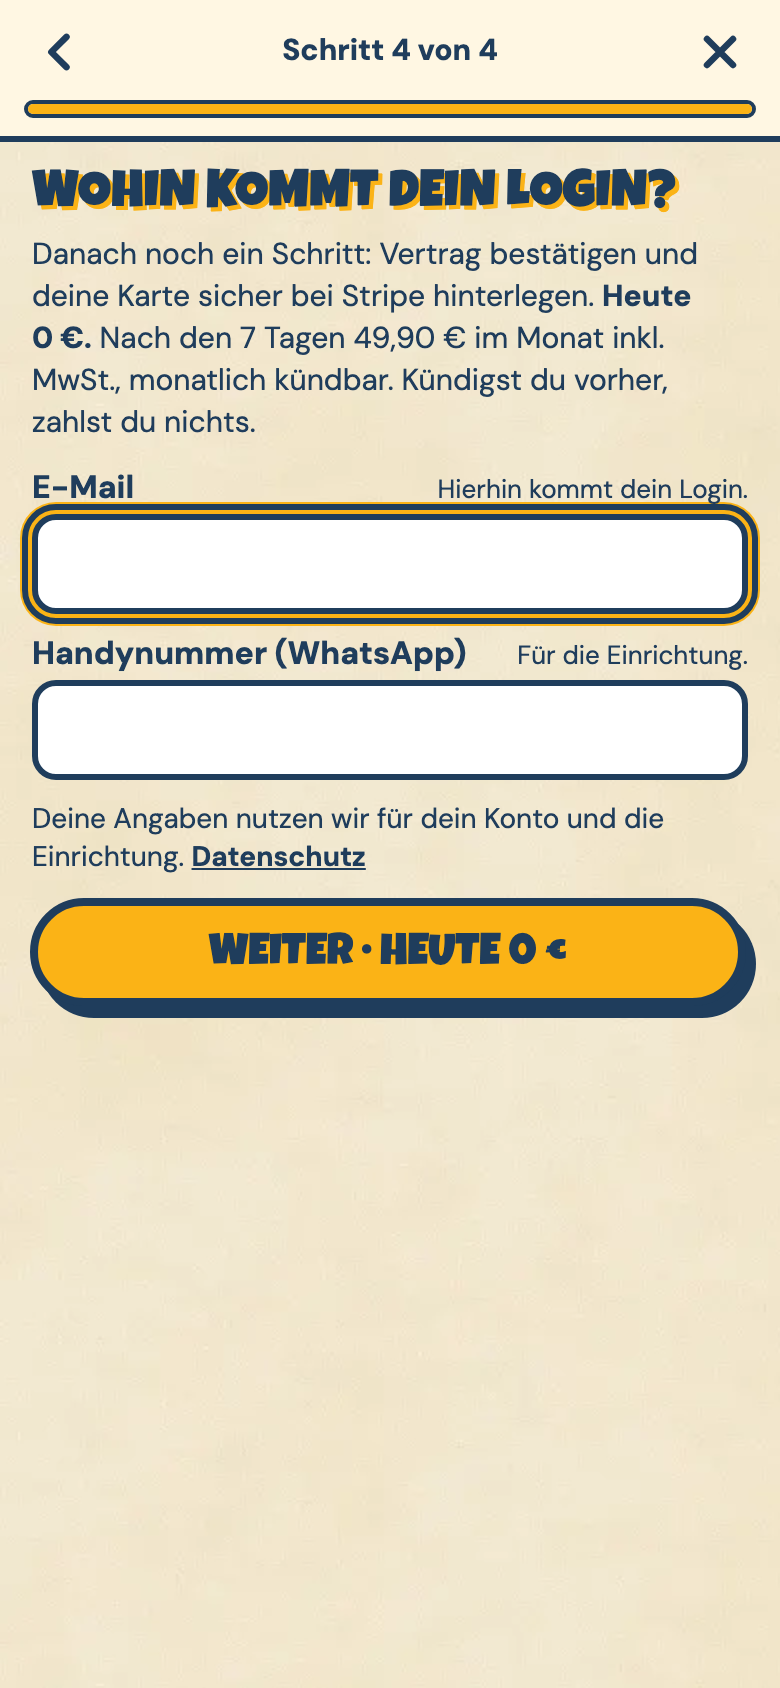 Schritt 4 von 4
WOHIN KOMMT DEIN LOGIN?
Danach noch ein Schritt: Vertrag bestätigen und
deine Karte sicher bei Stripe hinterlegen. Heute
0 €. Nach den 7 Tagen 49,90 € im Monat inkl.
MwSt., monatlich kündbar. Kündigst du vorher,
zahlst du nichts.
E-Mail Hierhin kommt dein Login.
Handynummer (WhatsApp) Für die Einrichtung.
Deine Angaben nutzen wir für dein Konto und die
Einrichtung. Datenschutz
WEITER · HEUTE 0 €